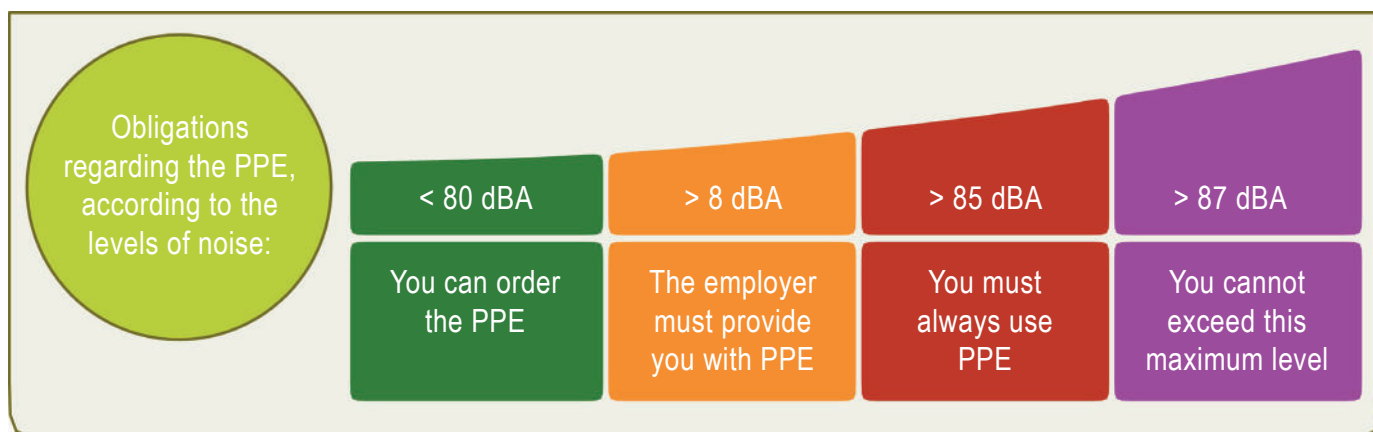 Obligations
regarding the PPE,
according to the
levels of noise:
< 80 dBA
You can order
the PPE
> 8 dBA
The employer
must provide
you with PPE
> 85 dBA
You must
always use
PPE
> 87 dBA
You cannot
exceed this
maximum level